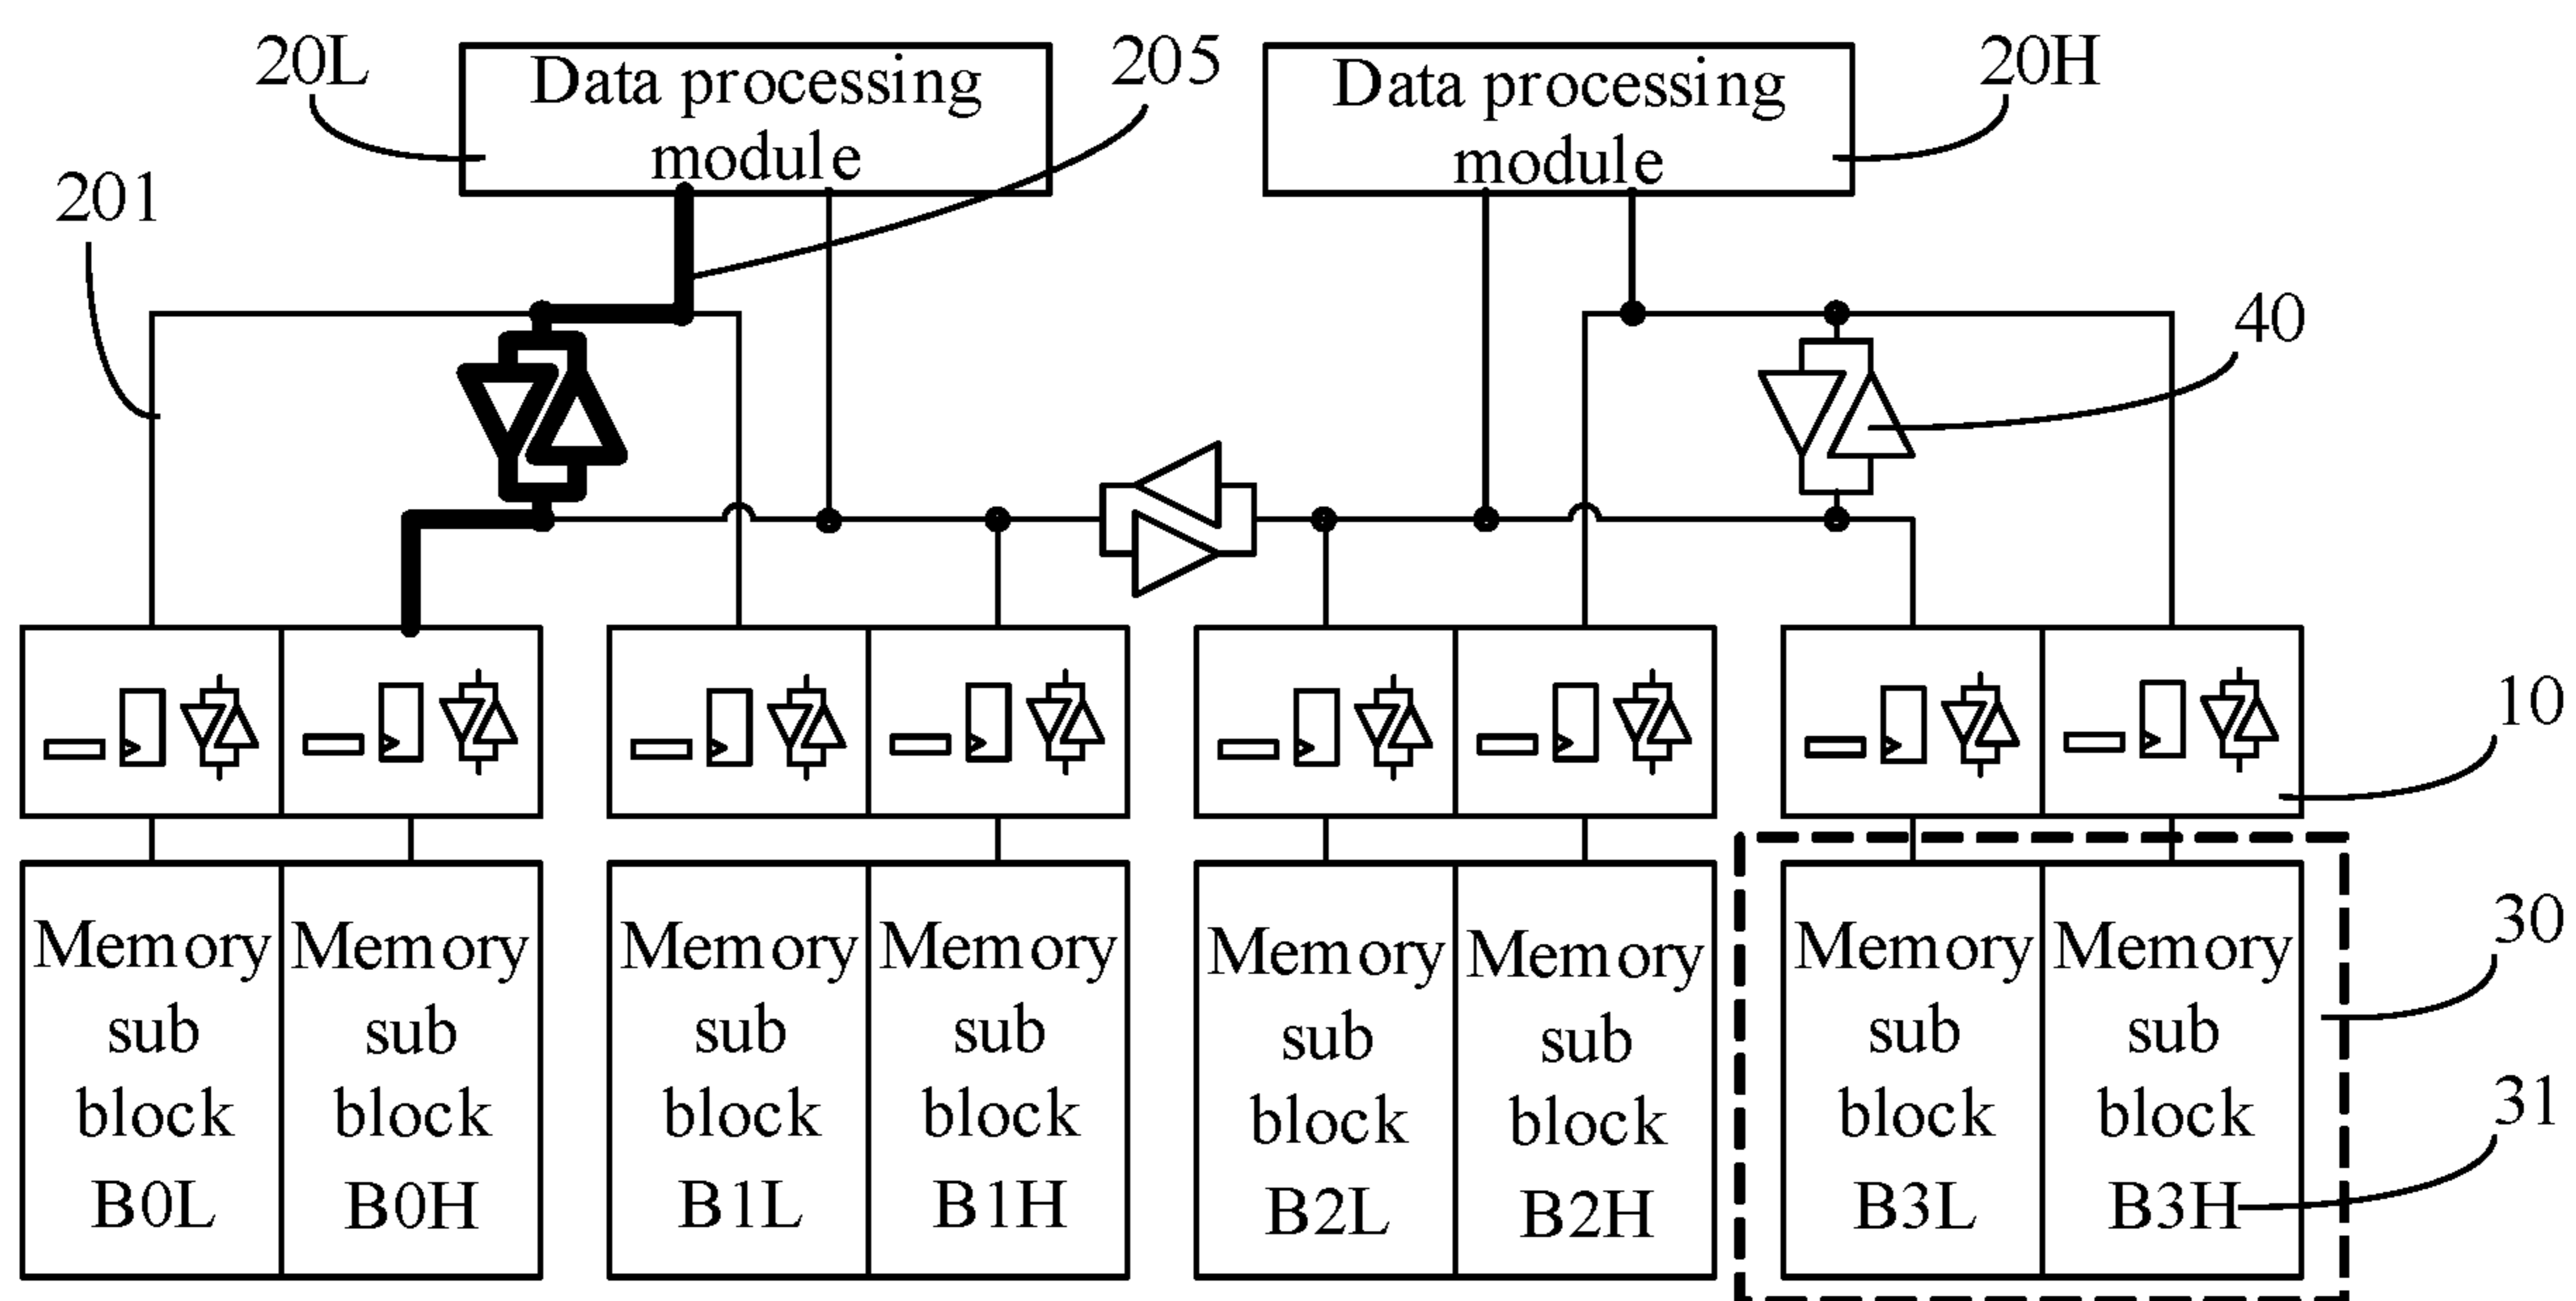 20L
Data processing
module
205
Data processing
module
20H
201
40
10
Memory
sub
block
B0L
Memory
sub
block
B0H
Memory
sub
block
B1L
Memory
sub
block
B1H
Memory
sub
block
B2L
Memory
sub
block
B2H
Memory
sub
block
B3L
Memory
sub
block
B3H
30
31